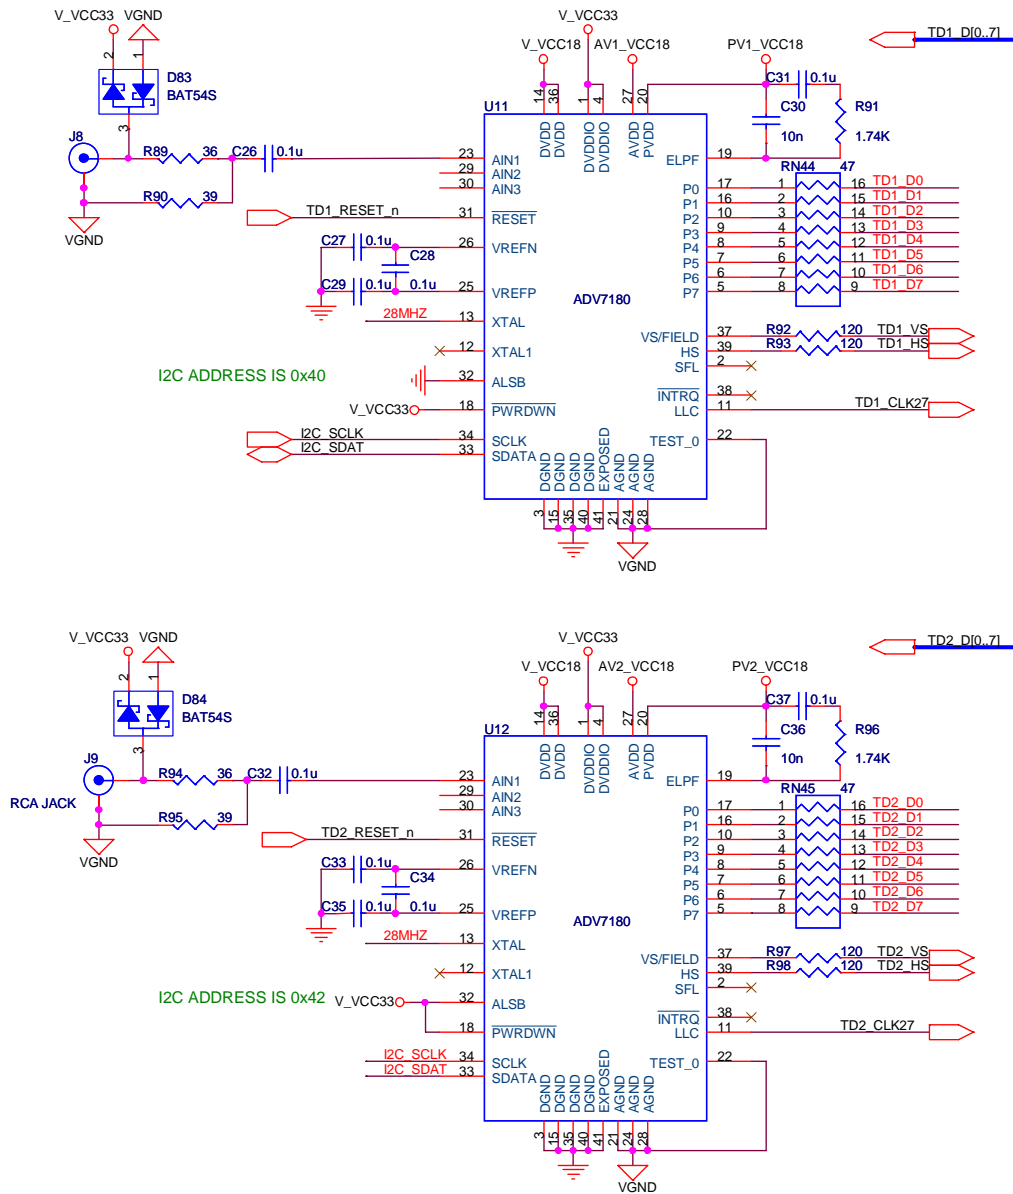 V_VCC33 VGND V_VCC33 TD1_D[0..7]
V_VCC18 AV1_VCC18 PV1_VCC18
2 1 D83 BAT54S 3
C31 0.1u
C30 10n
R91 1.74K
14 36 1 4 27 20
U11
DVDD DVDD DVDDIO DVDDIO AVDD PVDD
J8 R89 36 C26 0.1u 23 AIN1 ELPF 19
29 AIN2
30 AIN3
RN44 47
R90 39
VGND
TD1_RESET_n 31 RESET
P0 17 1 16 TD1_D0
P1 16 2 15 TD1_D1
P2 10 3 14 TD1_D2
P3 9 4 13 TD1_D3
P4 8 5 12 TD1_D4
P5 7 6 11 TD1_D5
P6 6 7 10 TD1_D6
P7 5 8 9 TD1_D7
C27 0.1u 26 VREFN
C28 0.1u
C29 0.1u 25 VREFP
ADV7180
28MHZ 13 XTAL
12 XTAL1
VS/FIELD 37 R92 120 TD1_VS
HS 39 R93 120 TD1_HS
SFL 2
I2C ADDRESS IS 0x40
32 ALSB
INTRQ 38
V_VCC33 18 PWRDWN LLC 11 TD1_CLK27
I2C_SCLK 34 SCLK TEST_0 22
I2C_SDAT 33 SDATA
DGND DGND DGND DGND EXPOSED AGND AGND AGND
3 15 35 40 41 21 24 28
VGND
V_VCC33 VGND V_VCC33 TD2_D[0..7]
V_VCC18 AV2_VCC18 PV2_VCC18
2 1 D84 BAT54S 3
C37 0.1u
C36 10n
R96 1.74K
14 36 1 4 27 20
U12
DVDD DVDD DVDDIO DVDDIO AVDD PVDD
J9 R94 36 C32 0.1u 23 AIN1 ELPF 19
RCA JACK
29 AIN2
30 AIN3
RN45 47
R95 39
VGND
TD2_RESET_n 31 RESET
P0 17 1 16 TD2_D0
P1 16 2 15 TD2_D1
P2 10 3 14 TD2_D2
P3 9 4 13 TD2_D3
P4 8 5 12 TD2_D4
P5 7 6 11 TD2_D5
P6 6 7 10 TD2_D6
P7 5 8 9 TD2_D7
C33 0.1u 26 VREFN
C34 0.1u
C35 0.1u 25 VREFP
ADV7180
28MHZ 13 XTAL
12 XTAL1
VS/FIELD 37 R97 120 TD2_VS
HS 39 R98 120 TD2_HS
SFL 2
I2C ADDRESS IS 0x42 V_VCC33 32 ALSB
INTRQ 38
18 PWRDWN LLC 11 TD2_CLK27
I2C_SCLK 34 SCLK TEST_0 22
I2C_SDAT 33 SDATA
DGND DGND DGND DGND EXPOSED AGND AGND AGND
3 15 35 40 41 21 24 28
VGND